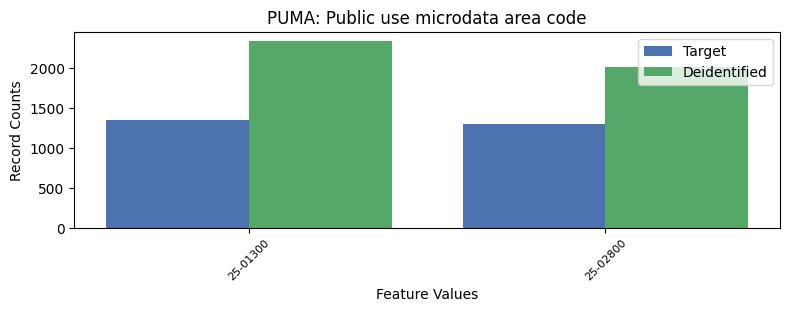 PUMA: Public use microdata area code
Target
Deidentified
Record Counts
2000
1500
1000
500
0
25-01300
25-02800
Feature Values